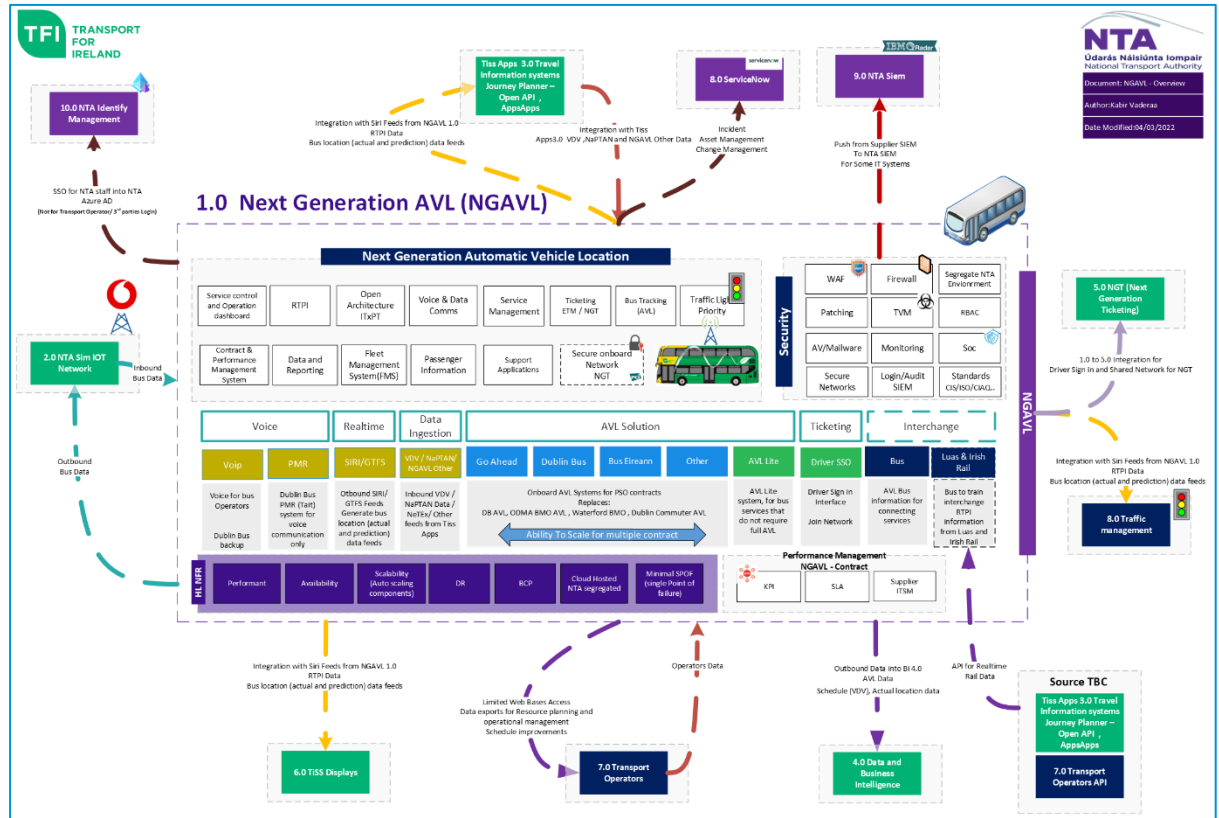 TFI
TRANSPORT
FOR
IRELAND
NTA
Údarás Náisiúnta Iompair
National Transport Authority
Document: NGAVL - Overview
Author:Kabir Vaderaa
Date Modified:04/03/2022
10.0 NTA Identify
Management
Tiss Apps 3.0 Travel
Information systems
Journey Planner –
Open API ,
AppsApps
servicenow
8.0 ServiceNow
IBM QRadar
9.0 NTA Siem
Integration with Siri Feeds from NGAVL 1.0
RTPI Data
Bus location (actual and prediction) data feeds
Integration with Tiss
Apps3.0 VDV ,NaPTAN and NGAVL Other Data
Incident
Asset Management
Change Management
Push from Supplier SIEM
To NTA SIEM
For Some IT Systems
SSO for NTA staff into NTA
Azure AD
(Not for Transport Operator/ 3rd parties Login)
1.0 Next Generation AVL (NGAVL)
Next Generation Automatic Vehicle Location
Service control
and Operation
dashboard
RTPI
Open
Architecture
ITxPT
Voice & Data
Comms
Service
Management
Ticketing
ETM / NGT
Bus Tracking
(AVL)
Traffic Light
Priority
Contract &
Performance
Management
System
Data and
Reporting
Fleet
Management
System(FMS)
Passenger
Information
Support
Applications
Secure onboard
Network
NGT
Security
WAF
Firewall
Segregate NTA
Envionrment
Patching
TVM
RBAC
AV/Mailware
Monitoring
Soc
Secure
Networks
Login/Audit
SIEM
Standards
CIS/ISO/CIAQ...
NGAVL
2.0 NTA Sim IOT
Network
Inbound
Bus Data
Outbound
Bus Data
5.0 NGT (Next
Generation
Ticketing)
1.0 to 5.0 Integration for
Driver Sign in and Shared Network for NGT
Integration with Siri Feeds from NGAVL 1.0
RTPI Data
Bus location (actual and prediction) data feeds
8.0 Traffic
management
Voice
Realtime
Data
Ingestion
AVL Solution
Ticketing
Interchange
Voip
PMR
SIRI/GTFS
VDV / NaPTAN/
NGAVL Other
Go Ahead
Dublin Bus
Bus Eireann
Other
AVL Lite
Driver SSO
Bus
Luas & Irish
Rail
Voice for bus
Operators
Dublin Bus
backup
Dublin Bus
PMR (Tait)
system for
voice
communication
only
Otbound SIRI/
GTFS Feeds
Generate bus
location (actual
and prediction)
data feeds
Inbound VDV /
NaPTAN Data /
NeTEx/ Other
feeds from Tiss
Apps
Onboard AVL Systems for PSO contracts
Replaces:
DB AVL, ODMA BMO AVL , Waterford BMO , Dublin Commuter AVL
Ability To Scale for multiple contract
AVL Lite
system, for bus
services that
do not require
full AVL
Driver Sign in
Interface
Join Network
AVL Bus
information for
connecting
services
Bus to train
interchange
RTPI
information
from Luas and
Irish Rail
HL NFR
Performant
Availability
Scalability
(Auto scaling
components)
DR
BCP
Cloud Hosted
NTA
segregated
Minimal SPOF
(single Point of
failure)
Performance Management
NGAVL - Contract
KPI
SLA
Supplier
ITSM
Integration with Siri Feeds from NGAVL 1.0
RTPI Data
Bus location (actual and prediction) data feeds
Operators Data
Limited Web Bases Access
Data exports for Resource planning and
operational management
Schedule improvements
Outbound Data into BI 4.0
AVL Data
Schedule (VDV), Actual location data
API for Realtime
Rail Data
6.0 TiSS Displays
7.0 Transport
Operators
4.0 Data and
Business
Intelligence
Source TBC
Tiss Apps 3.0 Travel
Information systems
Journey Planner –
Open API ,
AppsApps
7.0 Transport
Operators API